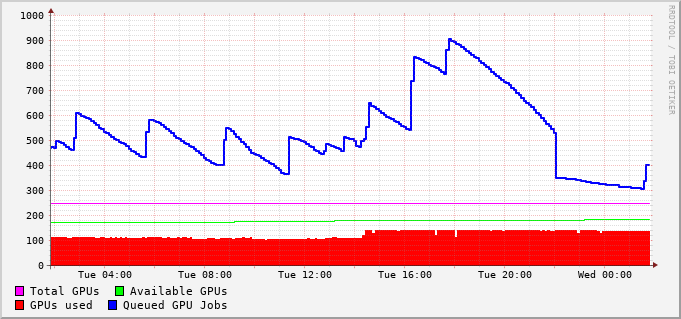 1000
900
800
700
600
500
400
300
200
100
0
Tue 04:00 Tue 08:00 Tue 12:00 Tue 16:00 Tue 20:00 Wed 00:00
Total GPUs Available GPUs
GPUs used Queued GPU Jobs
RRDTOOL / TOBI OETIKER